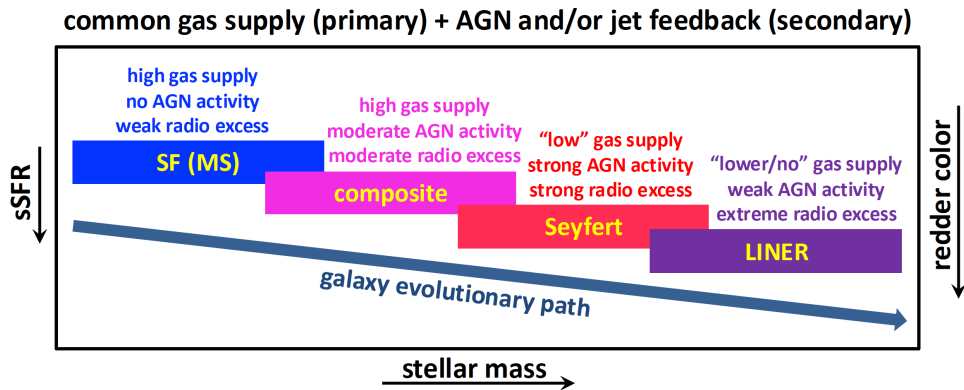 common gas supply (primary) + AGN and/or jet feedback (secondary)
high gas supply
no AGN activity
weak radio excess
SF (MS)
high gas supply
moderate AGN activity
moderate radio excess
composite
“low” gas supply
strong AGN activity
strong radio excess
Seyfert
“lower/no” gas supply
weak AGN activity
extreme radio excess
LINER
galaxy evolutionary path
sSFR
redder color
stellar mass